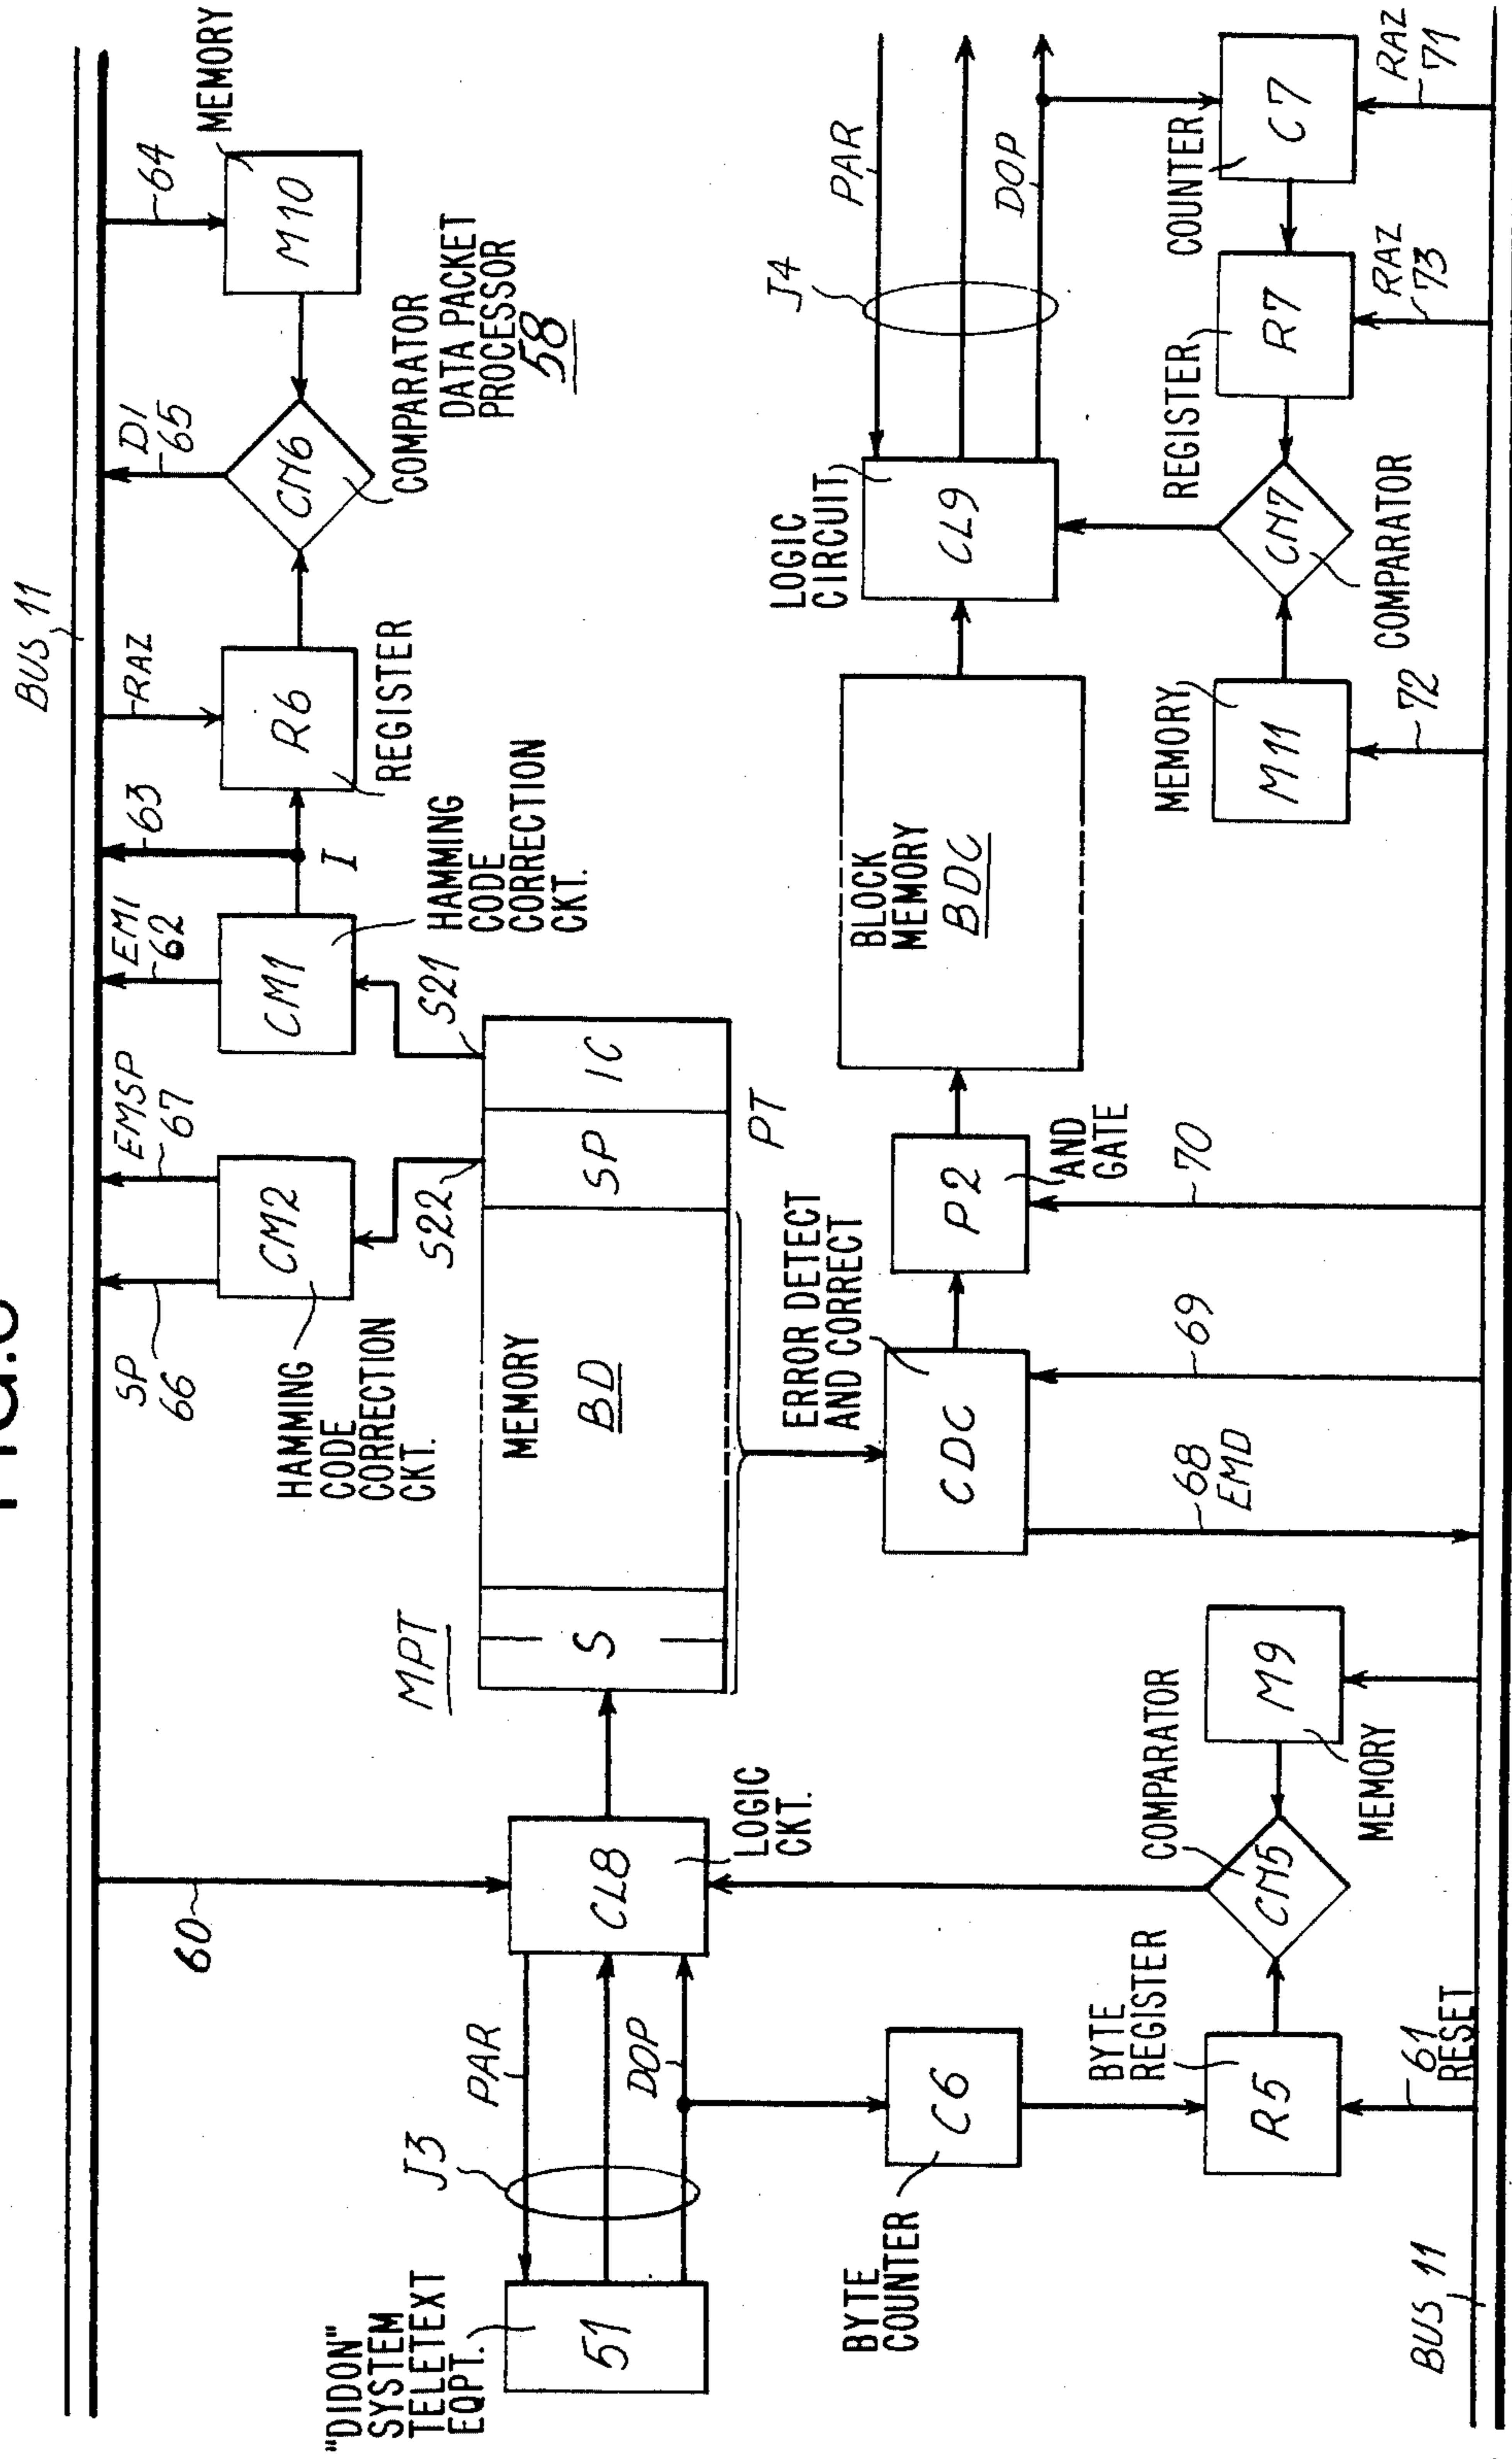 BUS 11
60
SP
66
EMSP
67
EMI
62
63
RAZ
DI
65
64
MEMORY
CM2
CM1
I
R6
CM6
M10
HAMMING
CODE
CORRECTION
CKT.
HAMMING
CODE
CORRECTION
CKT.
REGISTER
COMPARATOR
DATA PACKET
PROCESSOR
58
S22
S21
"DIDON"
SYSTEM
TELETEXT
EQPT.
51
J3
PAR
DOP
CL8
LOGIC
CKT.
MPT
S
MEMORY
BD
SP
IC
PT
BYTE
COUNTER
C6
BYTE
REGISTER
R5
61
RESET
COMPARATOR
CM5
M9
MEMORY
ERROR DETECT
AND CORRECT
CDC
68
EMD
69
P2
AND
GATE
70
BLOCK
MEMORY
BDC
LOGIC
CIRCUIT
CL9
J4
PAR
DOP
MEMORY
M11
72
CM7
COMPARATOR
REGISTER
R7
RAZ
73
COUNTER
C7
RAZ
71
BUS 11